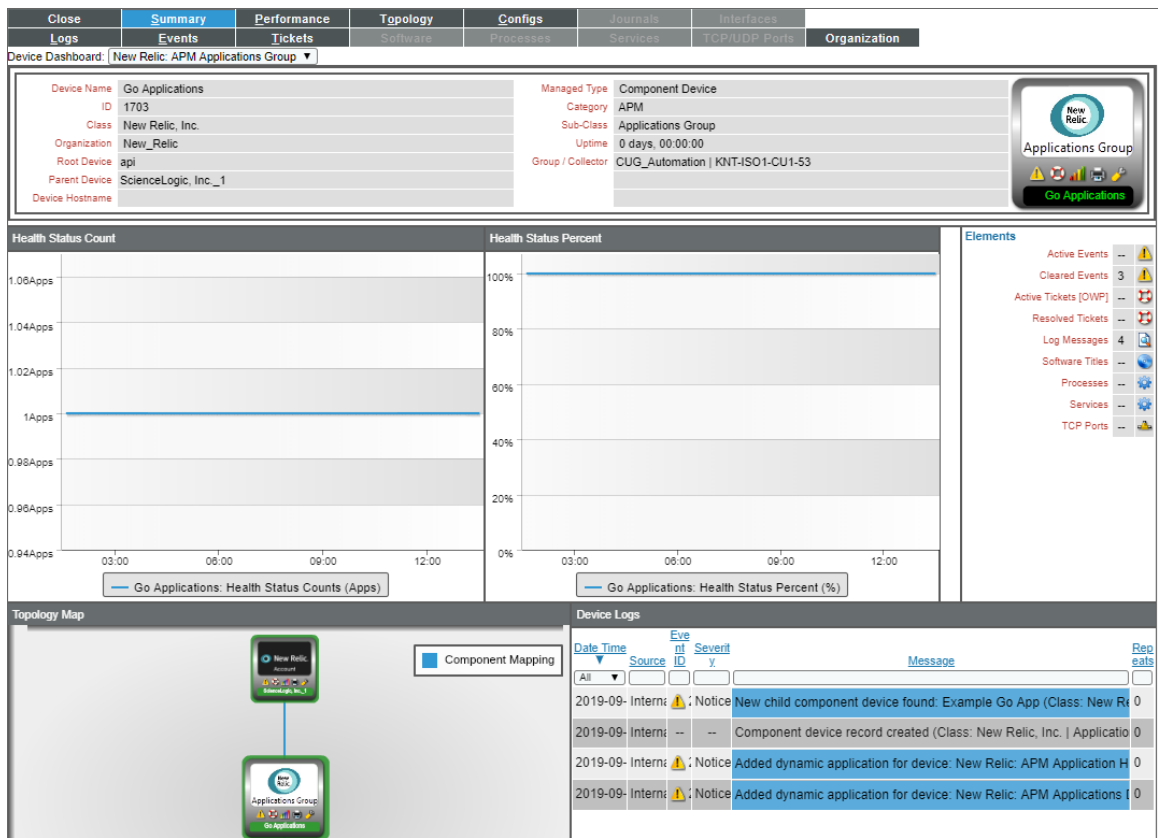 Close Summary Performance Topology Configs Journals Interfaces
Logs Events Tickets Software Processes Services TCP/UDP Ports Organization
Device Dashboard: New Relic: APM Applications Group ▼
Device Name Go Applications Managed Type Component Device
ID 1703 Category APM
Class New Relic, Inc. Sub-Class Applications Group
Organization New_Relic Uptime 0 days, 00:00:00
Root Device api Group / Collector CUG_Automation | KNT-ISO1-CU1-53
Parent Device ScienceLogic, Inc._1
Device Hostname
New
Relic.
Applications Group
Go Applications
Health Status Count
1.06Apps
1.04Apps
1.02Apps
1Apps
0.98Apps
0.96Apps
0.94Apps
03:00 06:00 09:00 12:00
Go Applications: Health Status Counts (Apps)
Health Status Percent
100%
80%
60%
40%
20%
0%
03:00 06:00 09:00 12:00
Go Applications: Health Status Percent (%)
Elements
Active Events --
Cleared Events 3
Active Tickets [OWP] --
Resolved Tickets --
Log Messages 4
Software Titles --
Processes --
Services --
TCP Ports --
Topology Map
New Relic
Account
ScienceLogic, Inc._1
Component Mapping
New
Relic.
Applications Group
Go Applications
Device Logs
Date Time ▼ Source Event ID Severity Message Repeats
All ▼
2019-09- Interna Notice New child component device found: Example Go App (Class: New Re 0
2019-09- Interna -- -- Component device record created (Class: New Relic, Inc. | Applicatio 0
2019-09- Interna Notice Added dynamic application for device: New Relic: APM Application H 0
2019-09- Interna Notice Added dynamic application for device: New Relic: APM Applications 0